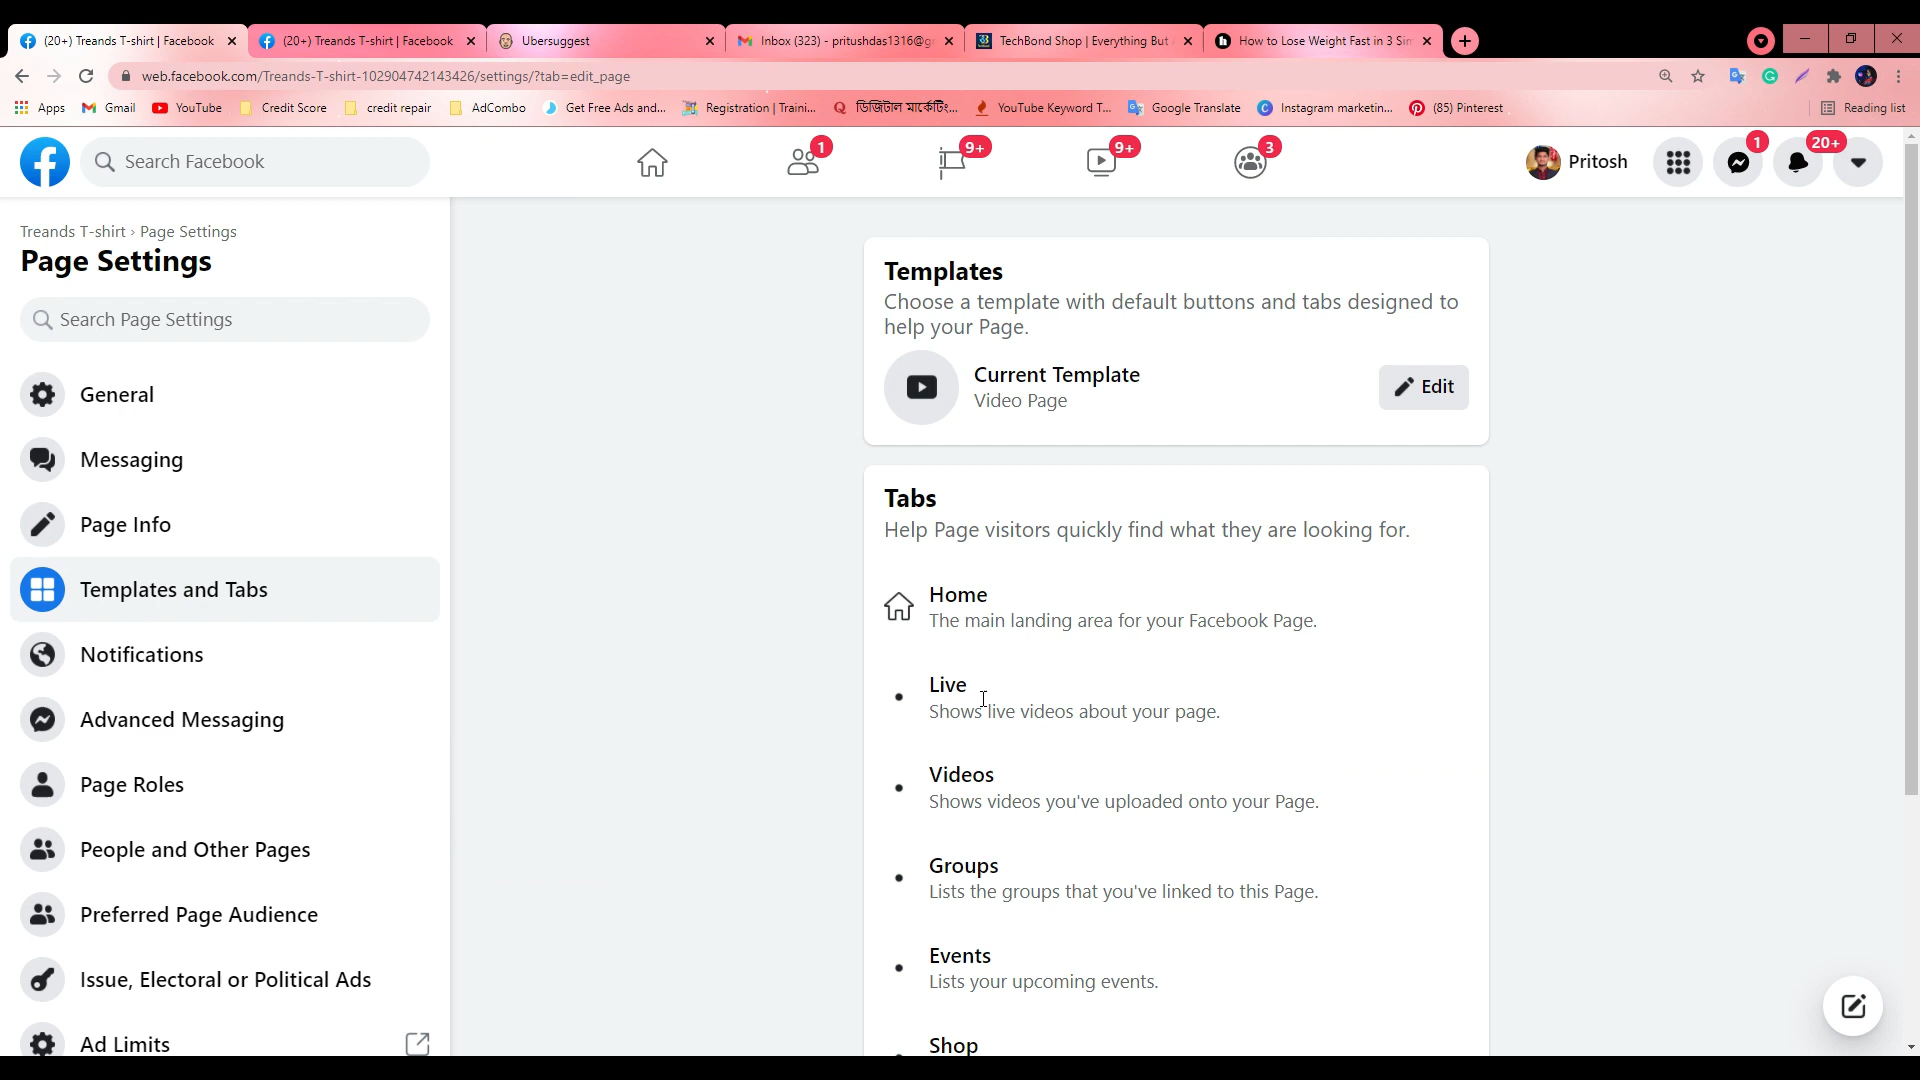 (20+) Treands T-shirt | Facebook
(20+) Treands T-shirt | Facebook
Ubersuggest
Inbox (323) - pritushdas1316@g
TechBond Shop | Everything But
How to Lose Weight Fast in 3 Sim
web.facebook.com/Treands-T-shirt-102904742143426/settings/?tab=edit_page
Apps
Gmail
YouTube
Credit Score
credit repair
AdCombo
Get Free Ads and...
Registration | Traini...
ডিজিটাল মার্কেটিং...
YouTube Keyword T...
Google Translate
Instagram marketin...
(85) Pinterest
Reading list
Search Facebook
1
9+
9+
3
Pritosh
1
20+
Treands T-shirt › Page Settings
Page Settings
Search Page Settings
General
Messaging
Page Info
Templates and Tabs
Notifications
Advanced Messaging
Page Roles
People and Other Pages
Preferred Page Audience
Issue, Electoral or Political Ads
Ad Limits
Templates
Choose a template with default buttons and tabs designed to
help your Page.
Current Template
Video Page
Edit
Tabs
Help Page visitors quickly find what they are looking for.
Home
The main landing area for your Facebook Page.
Live
Shows live videos about your page.
Videos
Shows videos you've uploaded onto your Page.
Groups
Lists the groups that you've linked to this Page.
Events
Lists your upcoming events.
Shop